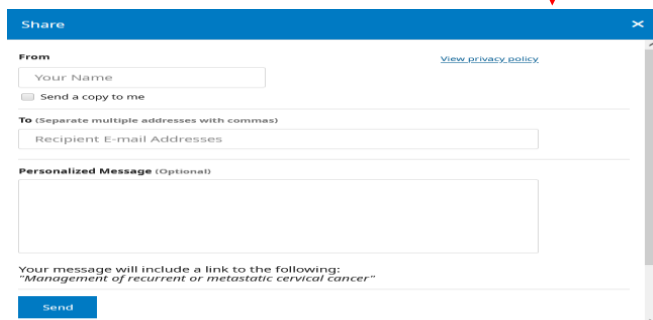 Share
From
View privacy policy
Your Name
Send a copy to me
To (Separate multiple addresses with commas)
Recipient E-mail Addresses
Personalized Message (Optional)
Your message will include a link to the following:
"Management of recurrent or metastatic cervical cancer"
Send